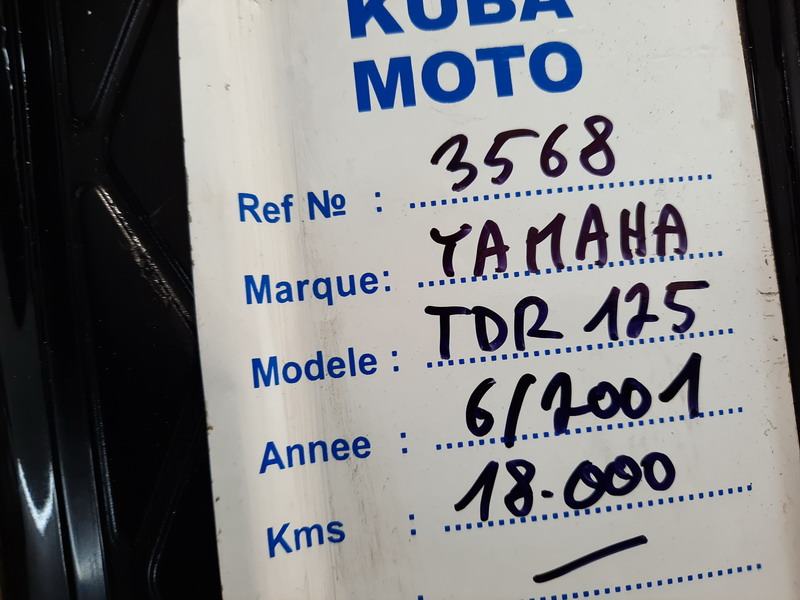 KUBA
MOTO
Ref Nº : 3568
Marque: YAMAHA
Modele : TDR 125
Annee : 6/2001
Kms : 18.000
: —